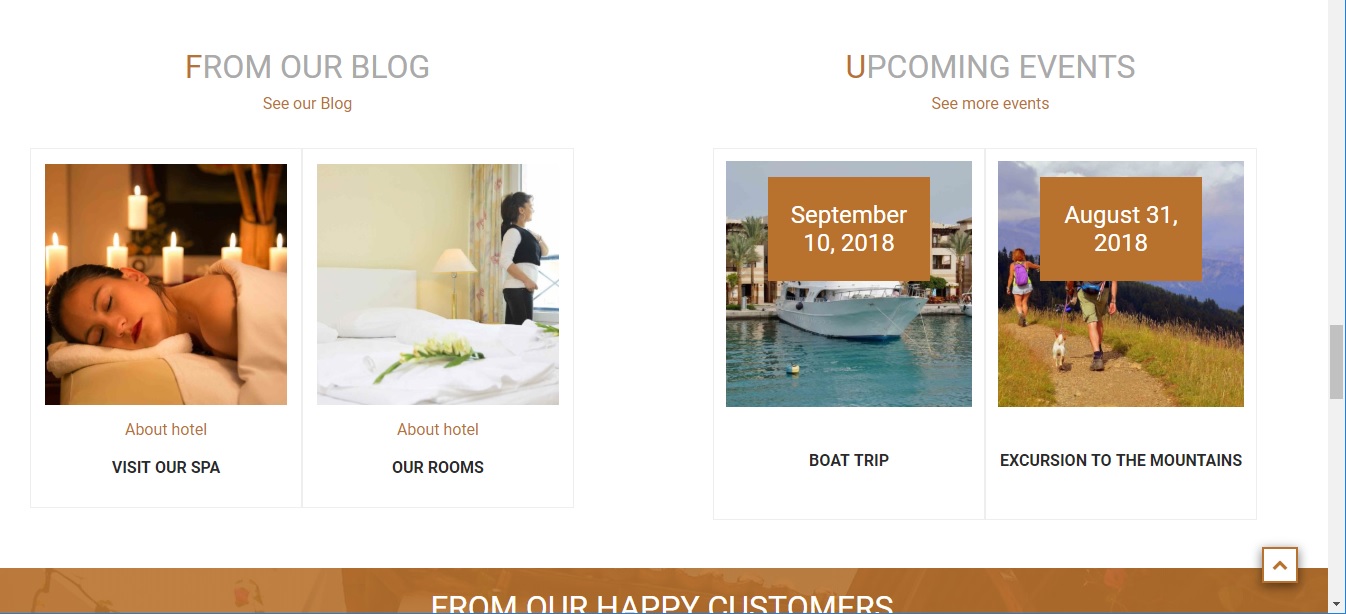 FROM OUR BLOG
See our Blog
About hotel
VISIT OUR SPA
About hotel
OUR ROOMS
UPCOMING EVENTS
See more events
September
10, 2018
BOAT TRIP
August 31,
2018
EXCURSION TO THE MOUNTAINS
FROM OUR HAPPY CUSTOMERS